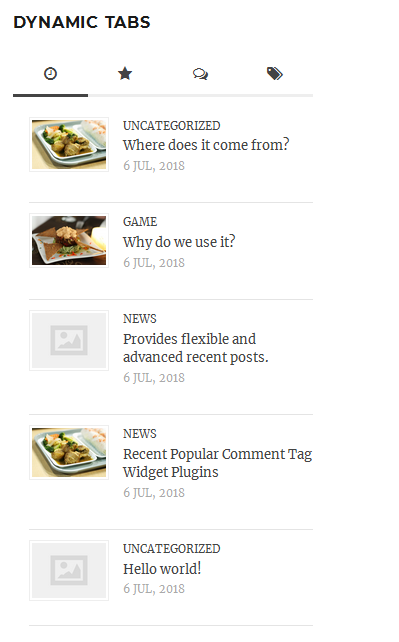 DYNAMIC TABS
UNCATEGORIZED
Where does it come from?
6 JUL, 2018
GAME
Why do we use it?
6 JUL, 2018
NEWS
Provides flexible and
advanced recent posts.
6 JUL, 2018
NEWS
Recent Popular Comment Tag
Widget Plugins
6 JUL, 2018
UNCATEGORIZED
Hello world!
6 JUL, 2018